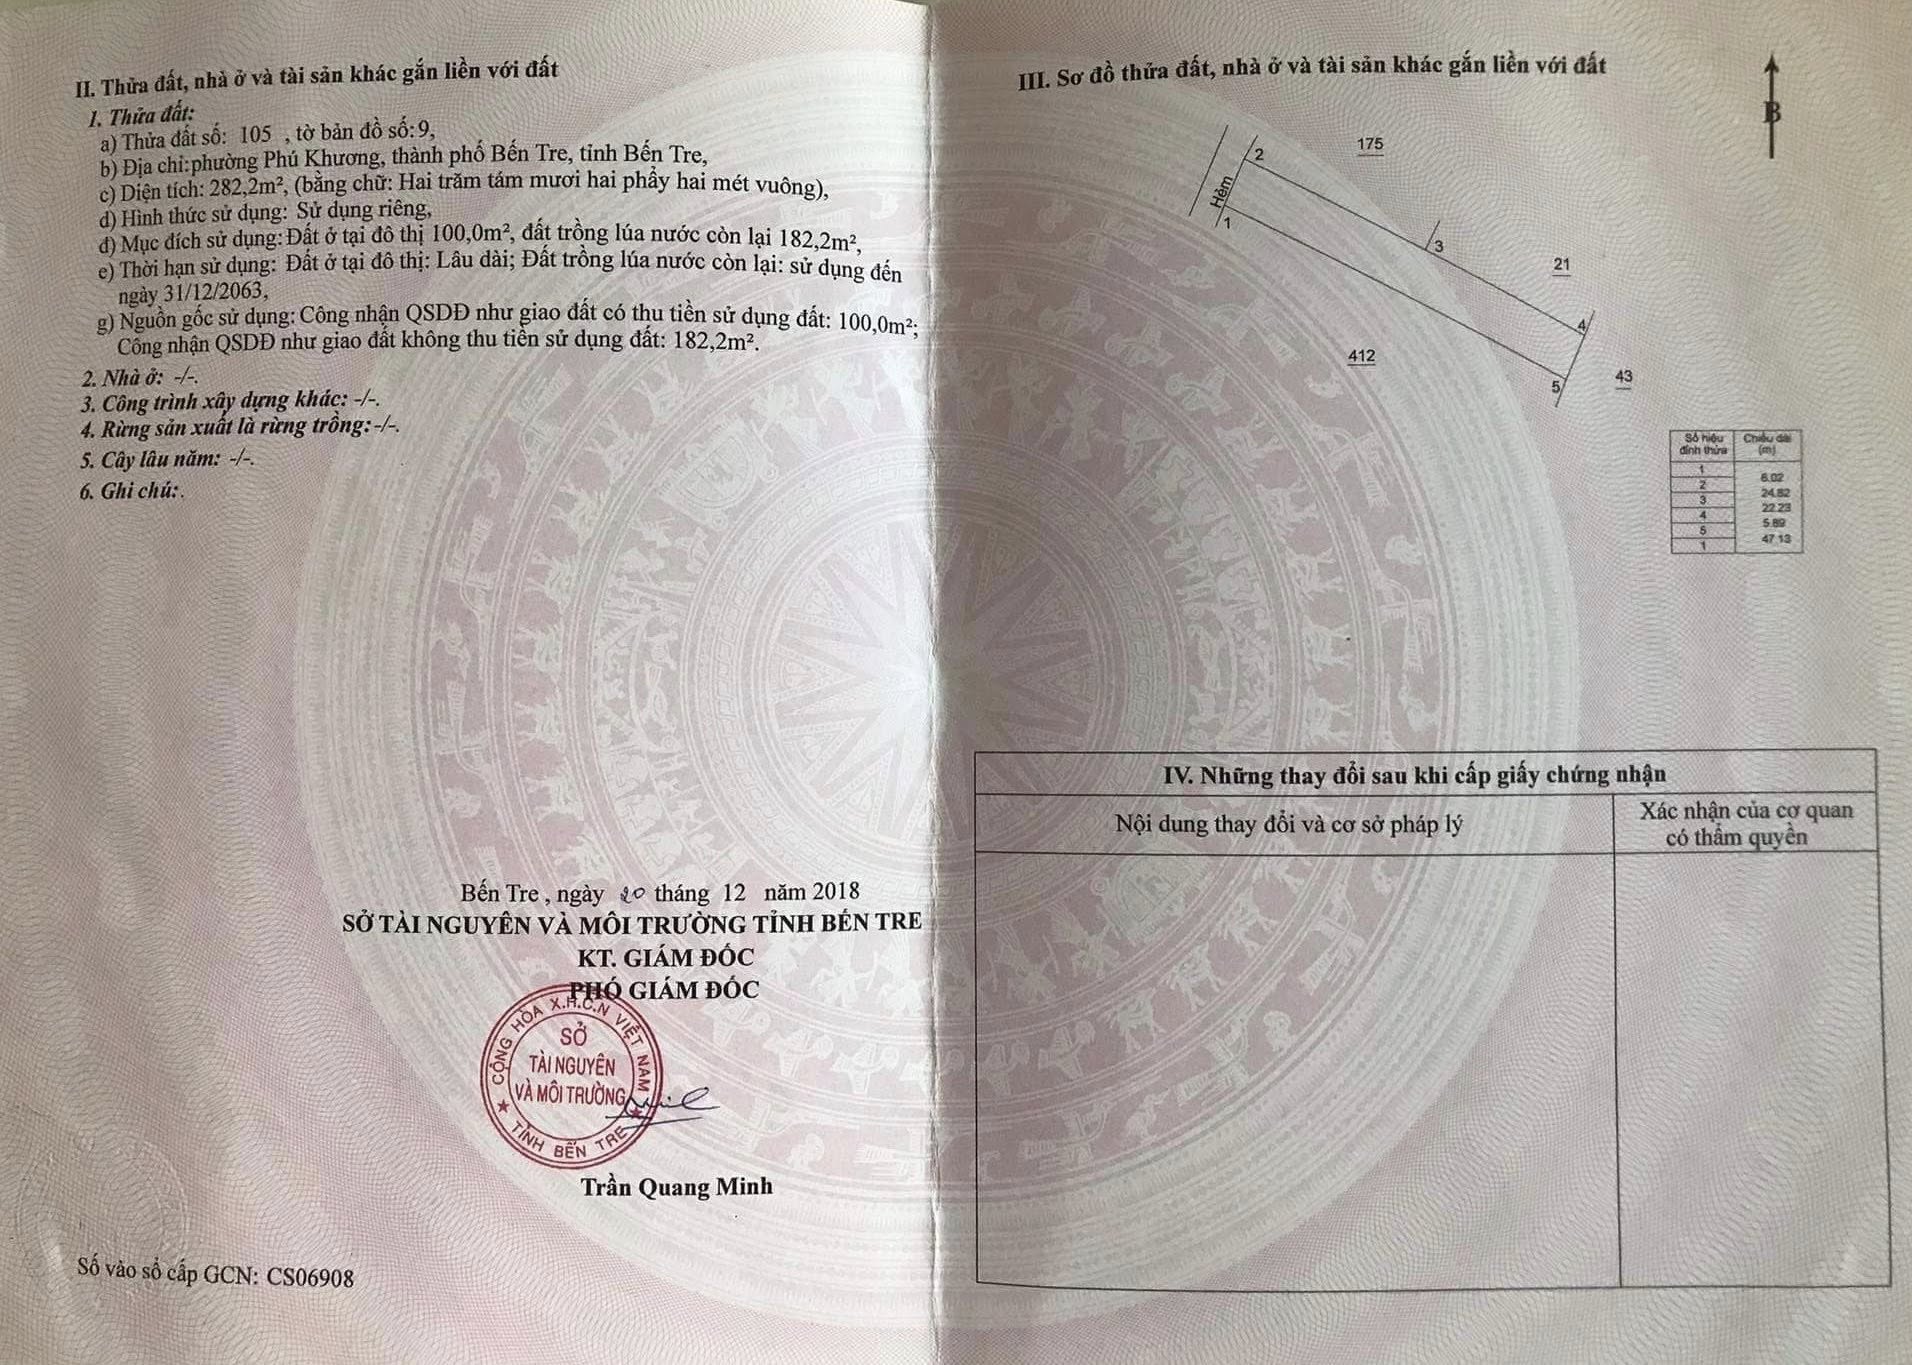 II. Thửa đất, nhà ở và tài sản khác gắn liền với đất
1. Thửa đất:
a) Thửa đất số: 105 , tờ bản đồ số:9,
b) Địa chỉ:phường Phú Khương, thành phố Bến Tre, tỉnh Bến Tre,
c) Diện tích: 282,2m², (bằng chữ: Hai trăm tám mươi hai phẩy hai mét vuông),
d) Hình thức sử dụng: Sử dụng riêng,
đ) Mục đích sử dụng:Đất ở tại đô thị 100,0m², đất trồng lúa nước còn lại 182,2m²,
e) Thời hạn sử dụng: Đất ở tại đô thị: Lâu dài; Đất trồng lúa nước còn lại: sử dụng đến
ngày 31/12/2063,
g) Nguồn gốc sử dụng: Công nhận QSDĐ như giao đất có thu tiền sử dụng đất: 100,0m²;
Công nhận QSDĐ như giao đất không thu tiền sử dụng đất: 182,2m².
2. Nhà ở: -/-.
3. Công trình xây dựng khác: -/-.
4. Rừng sản xuất là rừng trồng:-/-.
5. Cây lâu năm: -/-.
6. Ghi chú:.
Bến Tre , ngày 20 tháng 12 năm 2018
SỞ TÀI NGUYÊN VÀ MÔI TRƯỜNG TỈNH BẾN TRE
KT. GIÁM ĐỐC
PHÓ GIÁM ĐỐC
CỘNG HÒA X.H.C.N VIỆT NAM
SỞ
TÀI NGUYÊN
VÀ MÔI TRƯỜNG
TỈNH BẾN TRE
Trần Quang Minh
Số vào sổ cấp GCN: CS06908
III. Sơ đồ thửa đất, nhà ở và tài sản khác gắn liền với đất
B
175
2
Hẻm
1
3
21
4
412
43
5
Số hiệu đỉnh thửa
Chiều dài (m)
1
6.02
2
24.82
3
22.23
4
5.89
5
47.13
1
IV. Những thay đổi sau khi cấp giấy chứng nhận
Nội dung thay đổi và cơ sở pháp lý
Xác nhận của cơ quan
có thẩm quyền